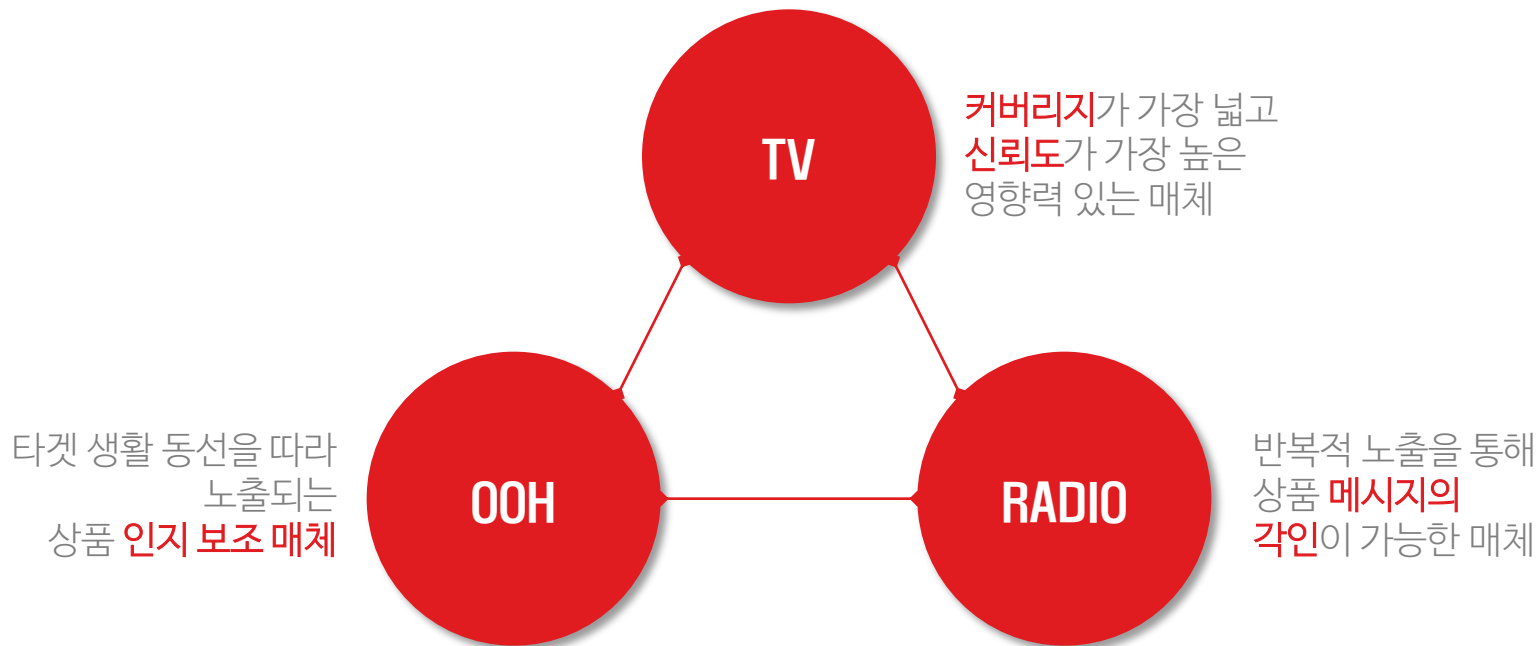 TV
커버리지가 가장 넓고
신뢰도가 가장 높은
영향력 있는 매체
타겟 생활 동선을 따라
노출되는
상품 인지 보조 매체
OOH
RADIO
반복적 노출을 통해
상품 메시지의
각인이 가능한 매체